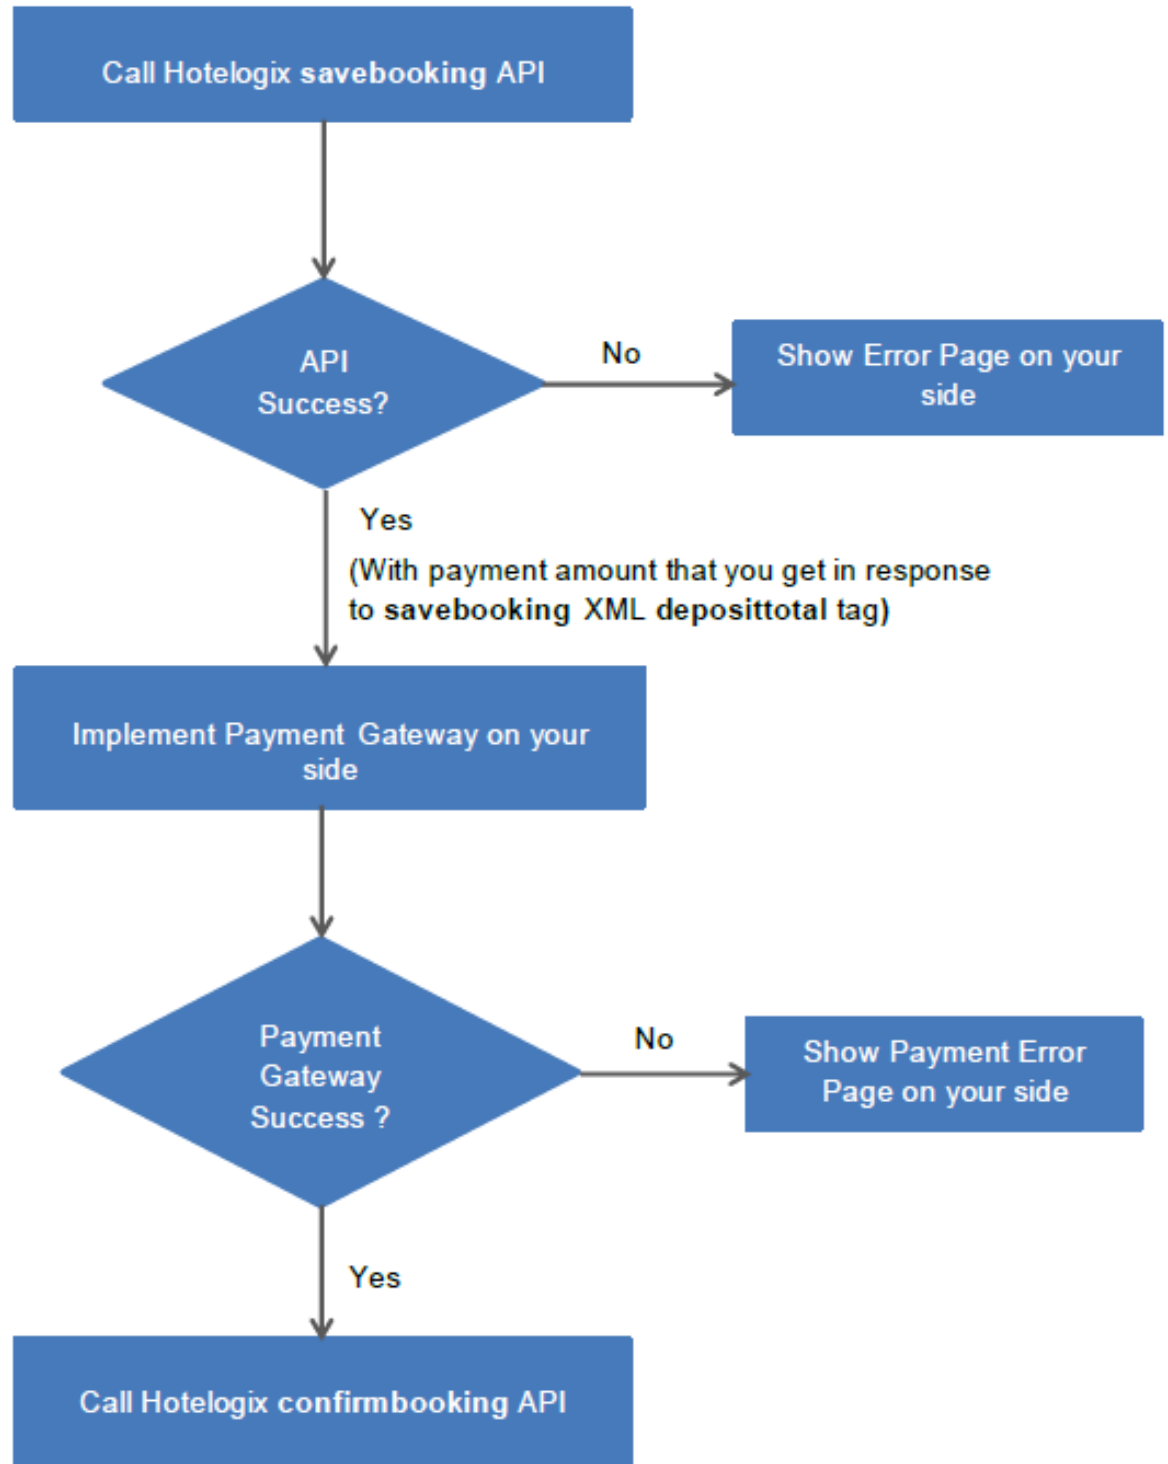 Call Hotelogix savebooking API
API
Success?
No
Show Error Page on your
side
Yes
(With payment amount that you get in response
to savebooking XML deposittotal tag)
Implement Payment Gateway on your
side
Payment
Gateway
Success ?
No
Show Payment Error
Page on your side
Yes
Call Hotelogix confirmbooking API